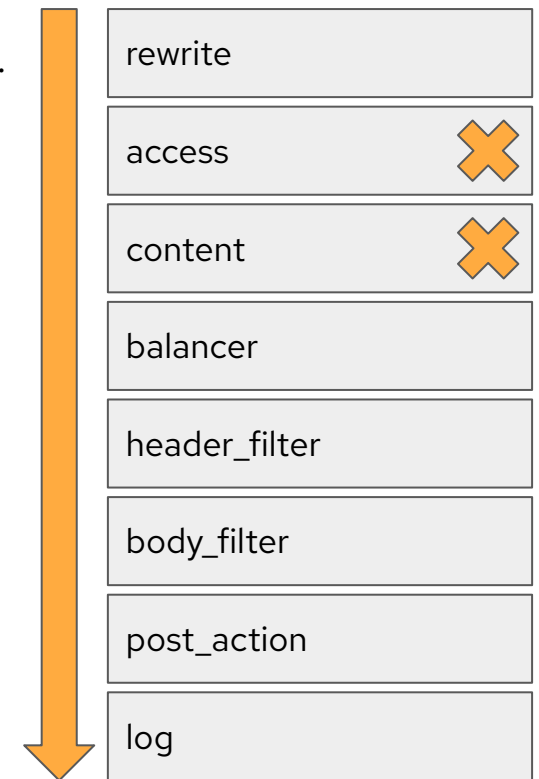 .
rewrite
access
content
balancer
header_filter
body_filter
post_action
log